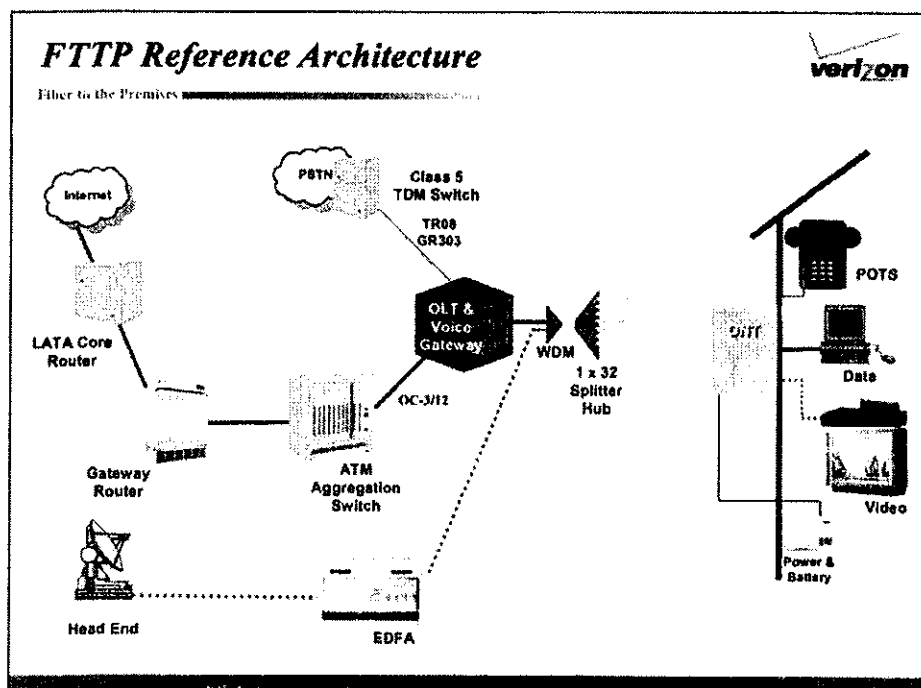 FTTP Reference Architecture
verizon
Fiber to the Premises
Internet
PSTN
Class 5
TDM Switch
TR08
GR303
POTS
OLT &
Voice
Gateway
ONT
LATA Core
Router
WDM
1 x 32
Splitter
Hub
Data
OC-3/12
Gateway
Router
ATM
Aggregation
Switch
Video
Power &
Battery
Head End
EDFA